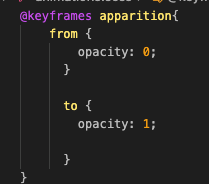 @keyframes apparition{
from {
opacity: 0;
}
to {
opacity: 1;
}
}